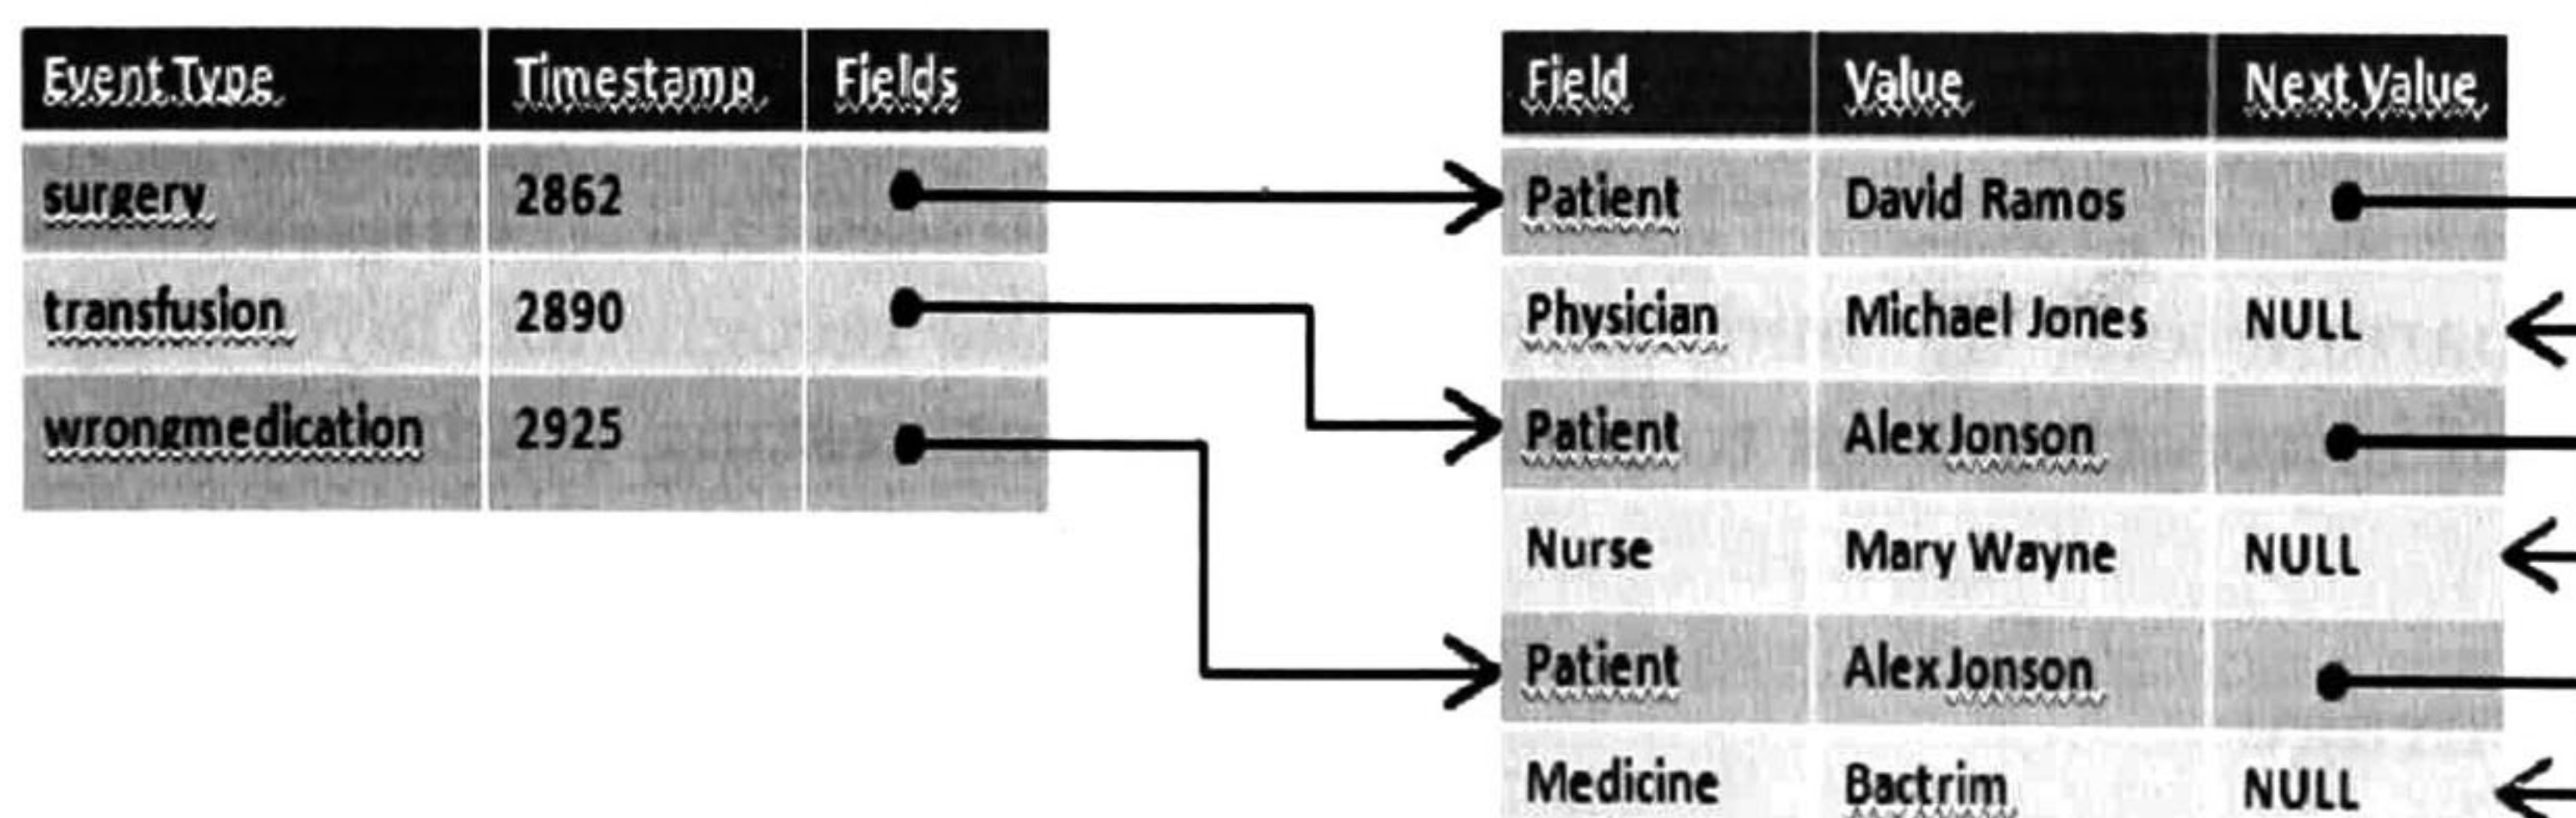 Event Type Timestamp Fields
surgery 2862
transfusion 2890
wrongmedication 2925
Field Value Next Value
Patient David Ramos
Physician Michael Jones NULL
Patient Alex Jonson
Nurse Mary Wayne NULL
Patient Alex Jonson
Medicine Bactrim NULL